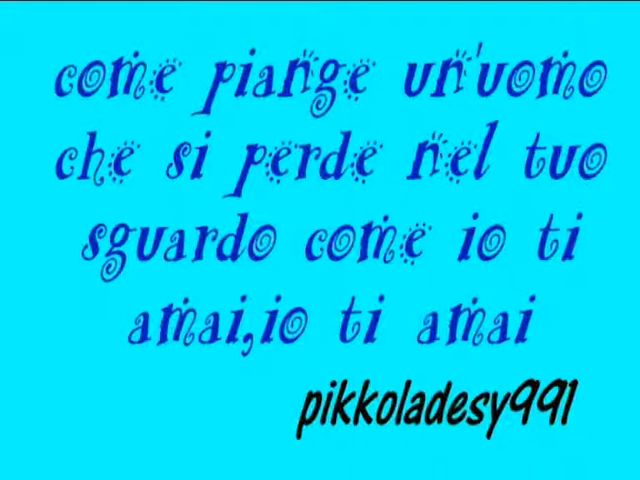 come piange un'uomo
che si perde nel tuo
sguardo come io ti
amai,io ti amai
pikkoladesy991